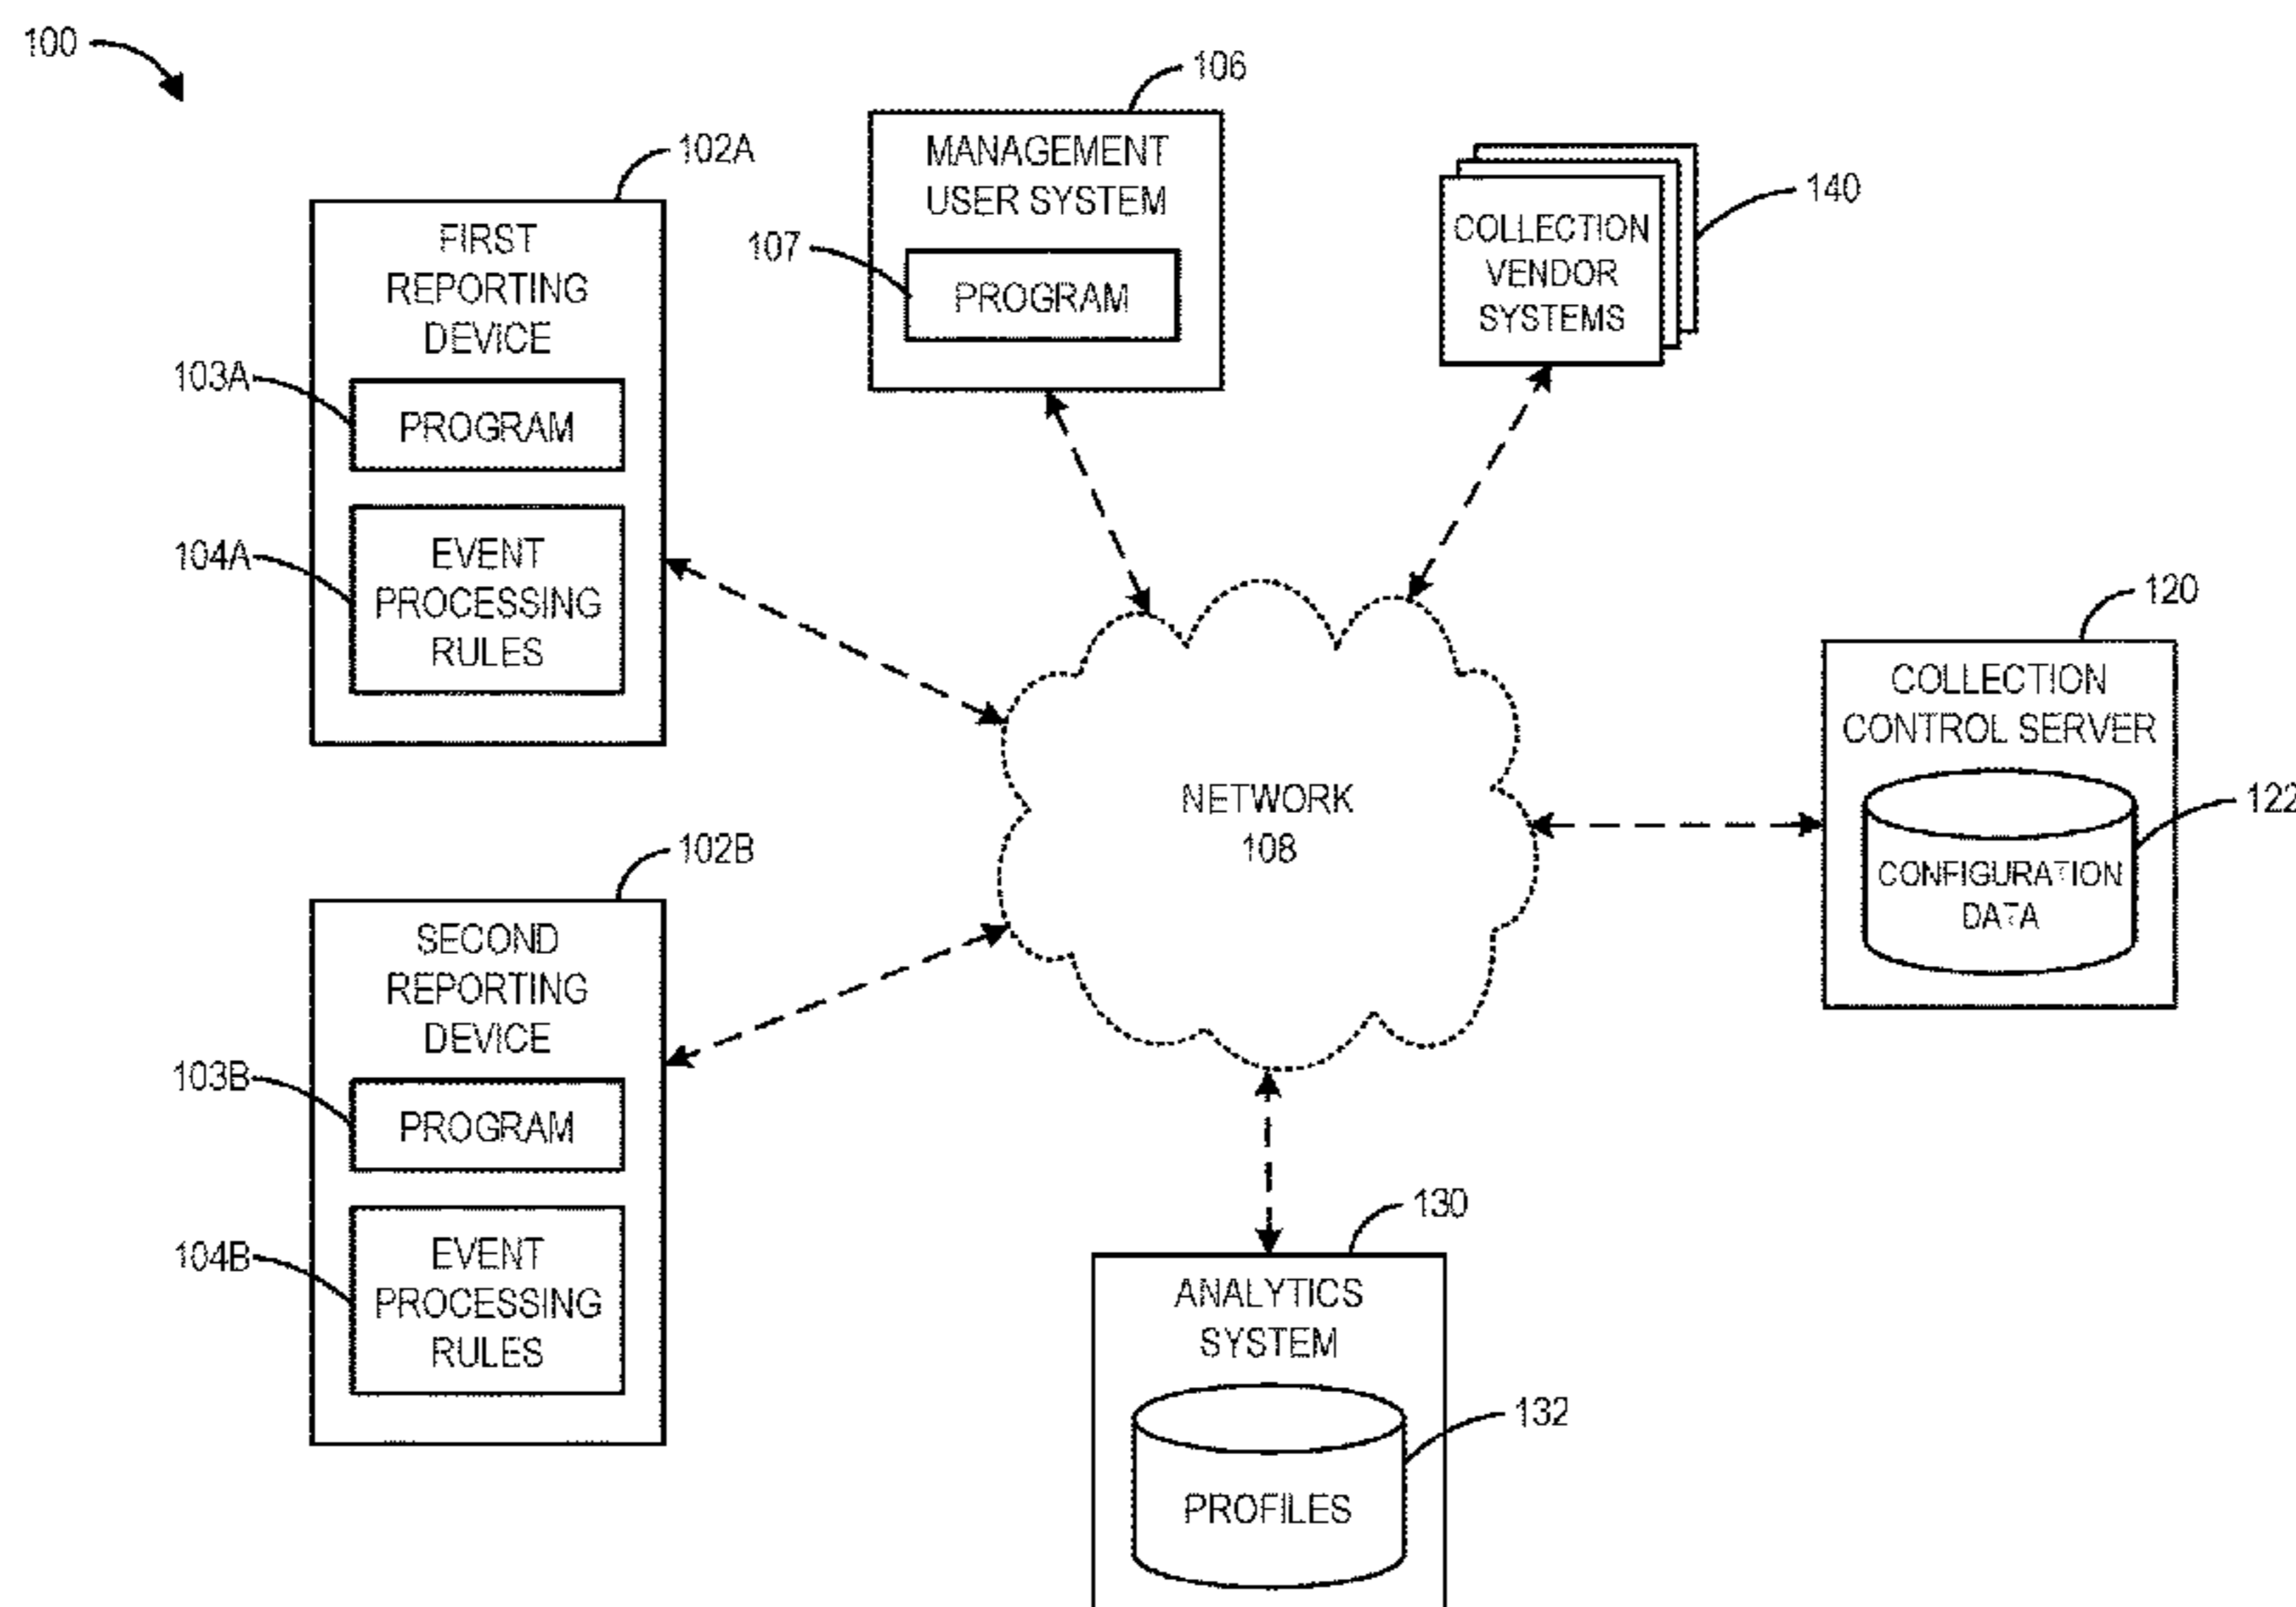 100
106
MANAGEMENT
USER SYSTEM
107
PROGRAM
140
COLLECTION
VENDOR
SYSTEMS
102A
FIRST
REPORTING
DEVICE
103A
PROGRAM
104A
EVENT
PROCESSING
RULES
120
COLLECTION
CONTROL SERVER
122
CONFIGURATION
DATA
NETWORK
108
102B
SECOND
REPORTING
DEVICE
103B
PROGRAM
104B
EVENT
PROCESSING
RULES
130
ANALYTICS
SYSTEM
132
PROFILES